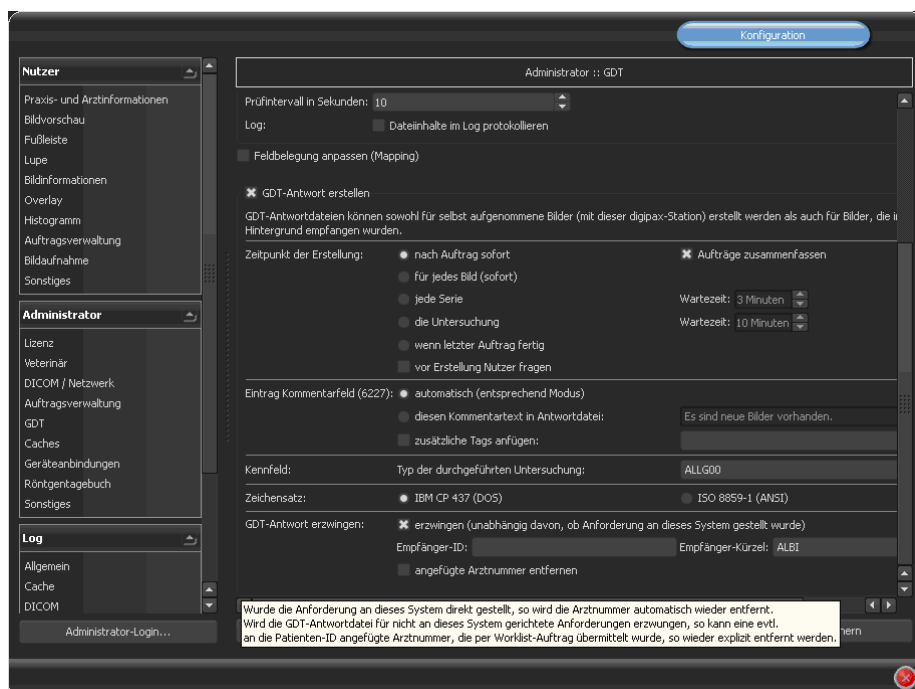 Konfiguration
Nutzer
Praxis- und Arztinformationen
Bildvorschau
Fußleiste
Lupe
Bildinformationen
Overlay
Histogramm
Auftragsverwaltung
Bildaufnahme
Sonstiges
Administrator
Lizenz
Veterinär
DICOM / Netzwerk
Auftragsverwaltung
GDT
Caches
Geräteanbindungen
Röntgentagebuch
Sonstiges
Log
Allgemein
Cache
DICOM
Administrator-Login...
Administrator :: GDT
Prüfintervall in Sekunden: 10
Log: Dateiinhalte im Log protokollieren
Feldbelegung anpassen (Mapping)
GDT-Antwort erstellen
GDT-Antwortdateien können sowohl für selbst aufgenommene Bilder (mit dieser digipax-Station) erstellt werden als auch für Bilder, die i
Hintergrund empfangen wurden.
Zeitpunkt der Erstellung: nach Auftrag sofort Aufträge zusammenfassen
für jedes Bild (sofort)
jede Serie Wartezeit: 3 Minuten
die Untersuchung Wartezeit: 10 Minuten
wenn letzter Auftrag fertig
vor Erstellung Nutzer fragen
Eintrag Kommentarfeld (6227): automatisch (entsprechend Modus)
diesen Kommentartext in Antwortdatei: Es sind neue Bilder vorhanden.
zusätzliche Tags anfügen:
Kennfeld: Typ der durchgeführten Untersuchung: ALLG00
Zeichensatz: IBM CP 437 (DOS) ISO 8859-1 (ANSI)
GDT-Antwort erzwingen: erzwingen (unabhängig davon, ob Anforderung an dieses System gestellt wurde)
Empfänger-ID: Empfänger-Kürzel: ALBI
angefügte Arztnummer entfernen
Wurde die Anforderung an dieses System direkt gestellt, so wird die Arztnummer automatisch wieder entfernt.
Wird die GDT-Antwortdatei für nicht an dieses System gerichtete Anforderungen erzwungen, so kann eine evtl.
an die Patienten-ID angefügte Arztnummer, die per Worklist-Auftrag übermittelt wurde, so wieder explizit entfernt werden.
hern